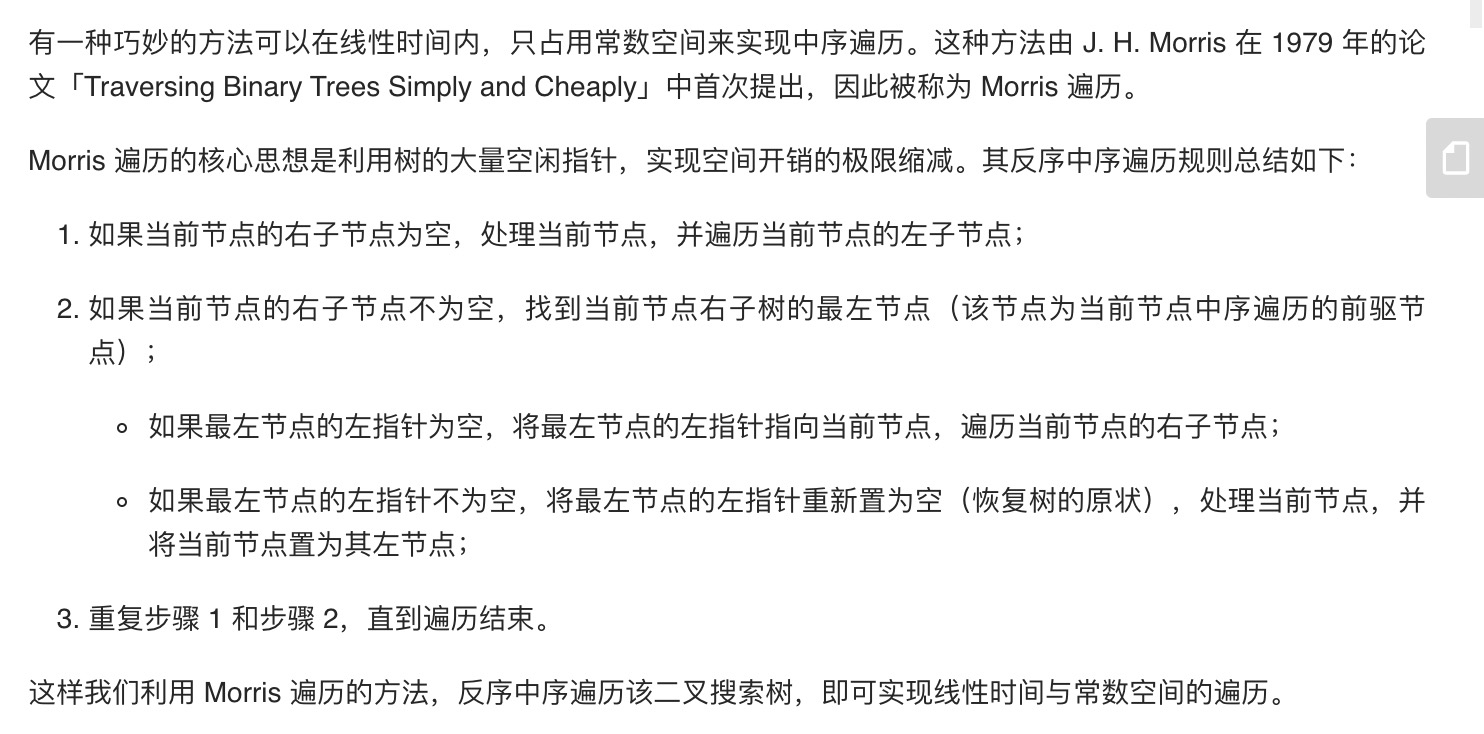 有一种巧妙的方法可以在线性时间内，只占用常数空间来实现中序遍历。这种方法由 J. H. Morris 在 1979 年的论
文「Traversing Binary Trees Simply and Cheaply」中首次提出，因此被称为 Morris 遍历。
Morris 遍历的核心思想是利用树的大量空闲指针，实现空间开销的极限缩减。其反序中序遍历规则总结如下：
1. 如果当前节点的右子节点为空，处理当前节点，并遍历当前节点的左子节点；
2. 如果当前节点的右子节点不为空，找到当前节点右子树的最左节点（该节点为当前节点中序遍历的前驱节
点）；
如果最左节点的左指针为空，将最左节点的左指针指向当前节点，遍历当前节点的右子节点；
如果最左节点的左指针不为空，将最左节点的左指针重新置为空（恢复树的原状），处理当前节点，并
将当前节点置为其左节点；
3. 重复步骤 1 和步骤 2，直到遍历结束。
这样我们利用 Morris 遍历的方法，反序中序遍历该二叉搜索树，即可实现线性时间与常数空间的遍历。